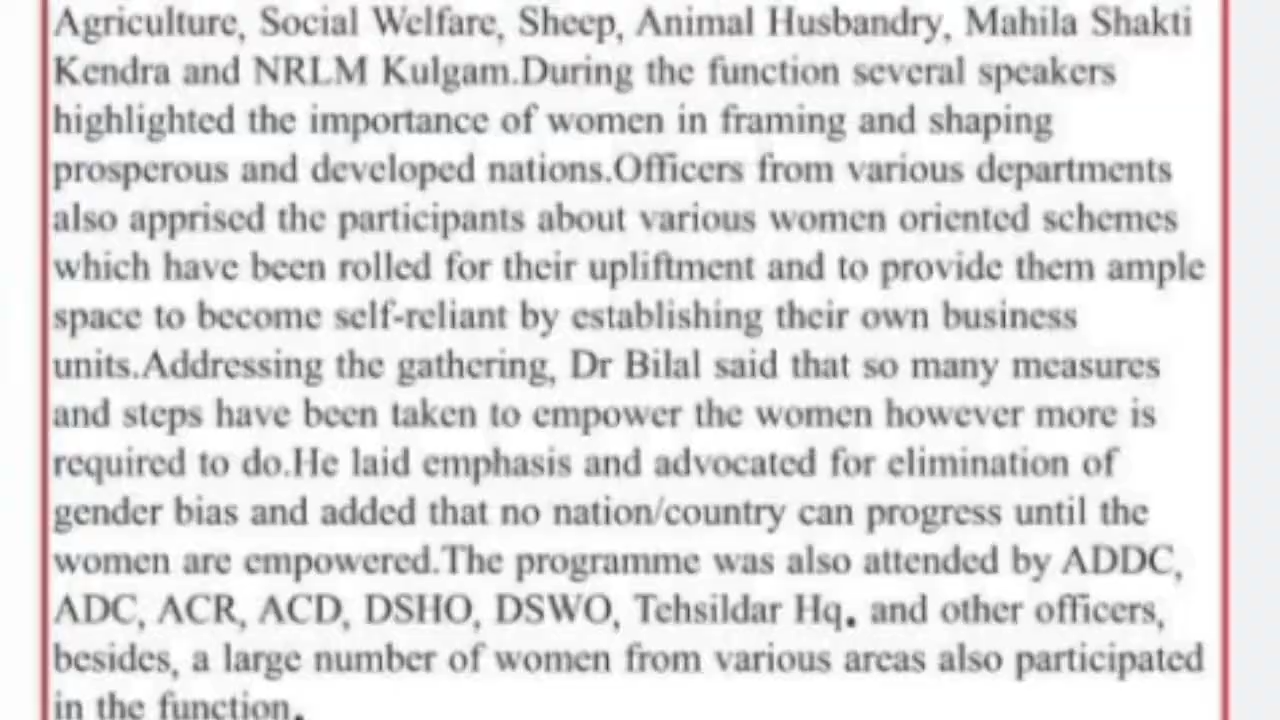 Agriculture, Social Welfare, Sheep, Animal Husbandry, Mahila Shakti
Kendra and NRLM Kulgam.During the function several speakers
highlighted the importance of women in framing and shaping
prosperous and developed nations.Officers from various departments
also apprised the participants about various women oriented schemes
which have been rolled for their upliftment and to provide them ample
space to become self-reliant by establishing their own business
units.Addressing the gathering, Dr Bilal said that so many measures
and steps have been taken to empower the women however more is
required to do.He laid emphasis and advocated for elimination of
gender bias and added that no nation/country can progress until the
women are empowered.The programme was also attended by ADDC,
ADC, ACR, ACD, DSHO, DSWO, Tehsildar Hq. and other officers,
besides, a large number of women from various areas also participated
in the function.